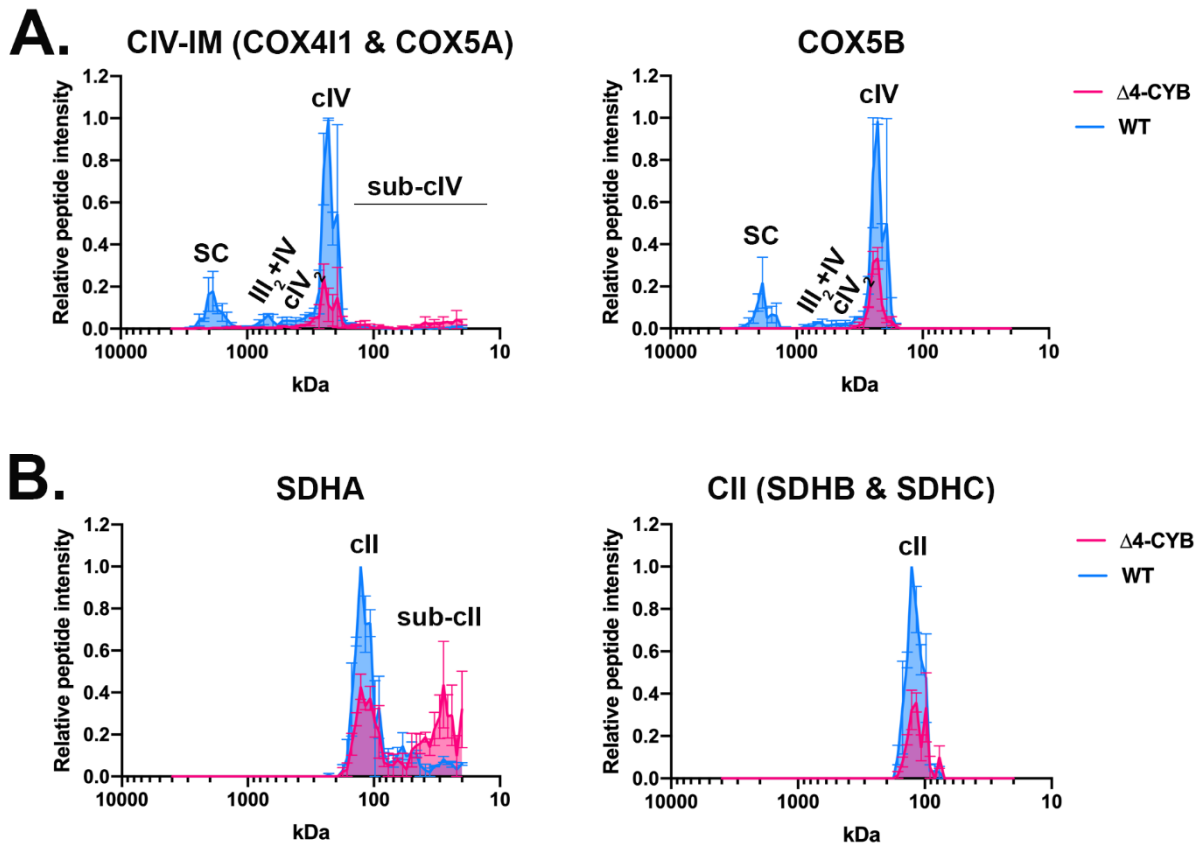 A.
CIV-IM (COX4I1 & COX5A)
Relative peptide intensity
1.2
1.0
0.8
0.6
0.4
0.2
0.0
SC
III2+IV
cIV2
cIV
sub-cIV
10000
1000
100
10
kDa
COX5B
Relative peptide intensity
1.2
1.0
0.8
0.6
0.4
0.2
0.0
SC
III2+IV
cIV2
cIV
10000
1000
100
10
kDa
Δ4-CYB
WT
B.
SDHA
Relative peptide intensity
1.2
1.0
0.8
0.6
0.4
0.2
0.0
cII
sub-cII
10000
1000
100
10
kDa
CII (SDHB & SDHC)
Relative peptide intensity
1.2
1.0
0.8
0.6
0.4
0.2
0.0
cII
10000
1000
100
10
kDa
Δ4-CYB
WT